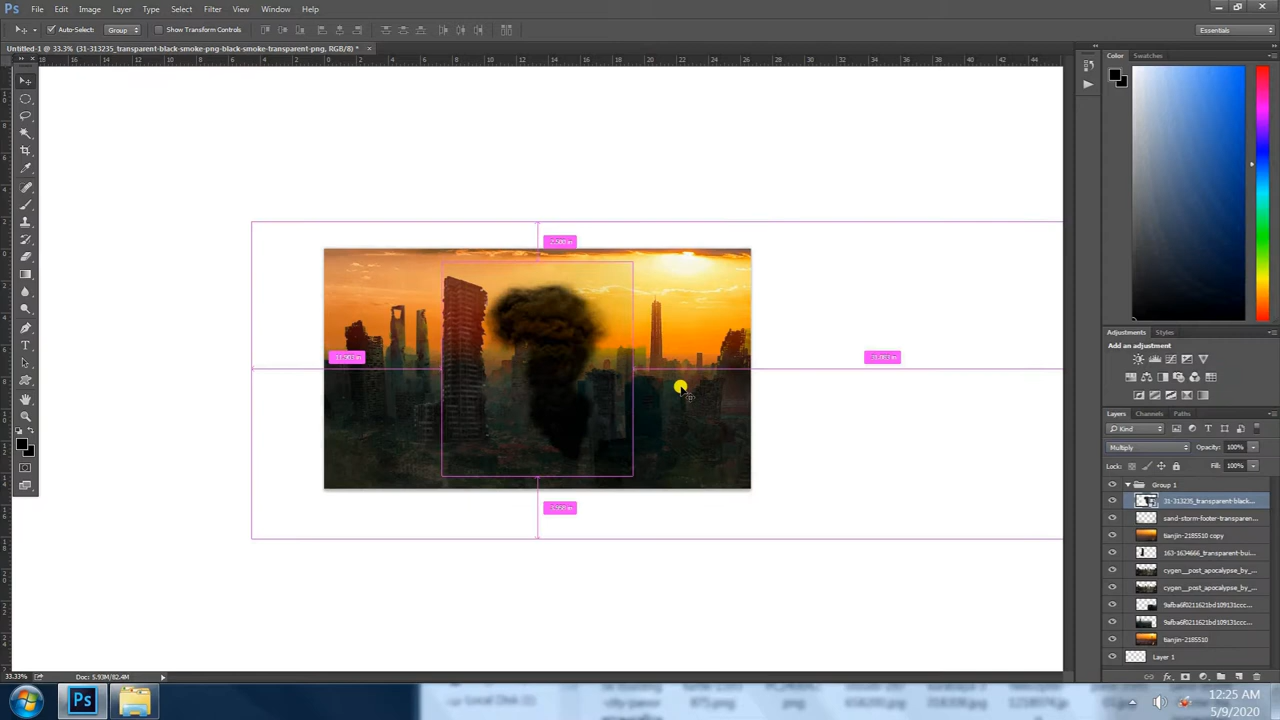 Ps File Edit Image Layer Type Select Filter View Window Help
Auto-Select: Group Show Transform Controls Essentials
Untitled-1 @ 33.3% (31-313235_transparent-black-smoke-png-black-smoke-transparent-png, RGB/8) *
Color Swatches
Adjustments Styles
Add an adjustment
Layers Channels Paths
Kind
Multiply Opacity: 100%
Lock: Fill: 100%
Group 1
31-313235_transparent-black...
sand-storm-footer-transparen...
tianjin-2185510 copy
163-1634666_transparent-bui...
cygen__post_apocalypse_by_...
cygen__post_apocalypse_by_...
9afba6f0211621bd109131ccc...
9afba6f0211621bd109131ccc...
tianjin-2185510
Layer 1
33.33% Doc: 5.93M/82.4M
Ps
12:25 AM
5/9/2020